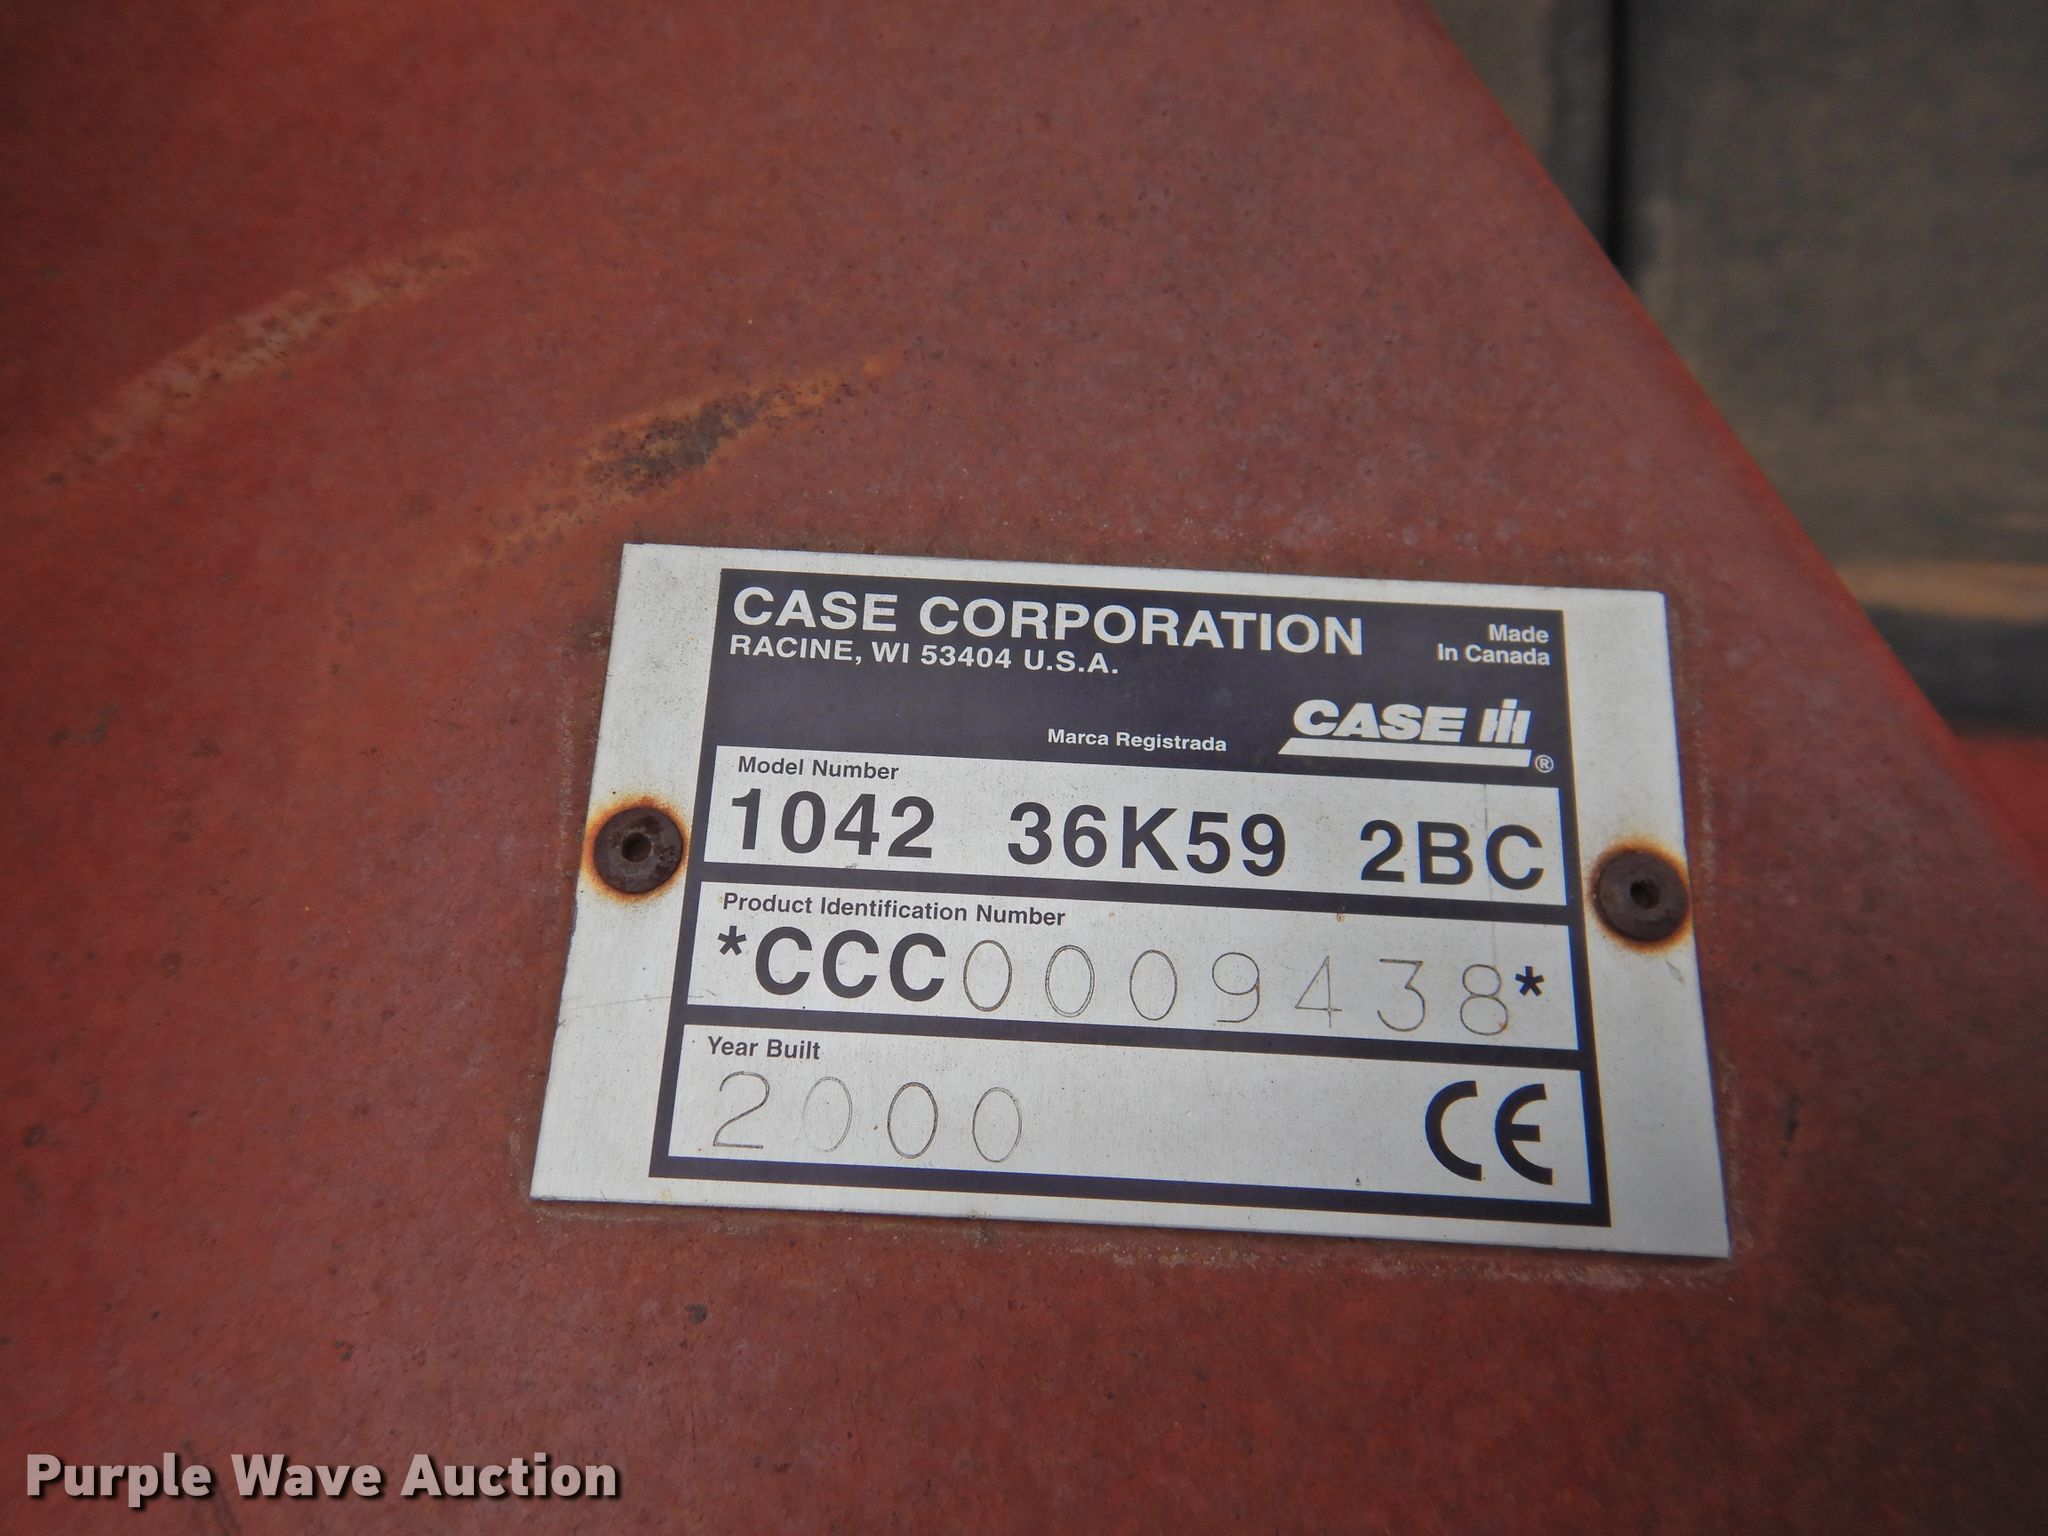 CASE CORPORATION
RACINE, WI 53404 U.S.A.
Made
In Canada
Marca Registrada
CASE IH
®
Model Number
1042 36K59 2BC
Product Identification Number
*CCC0009438*
Year Built
2000
CE
Purple Wave Auction